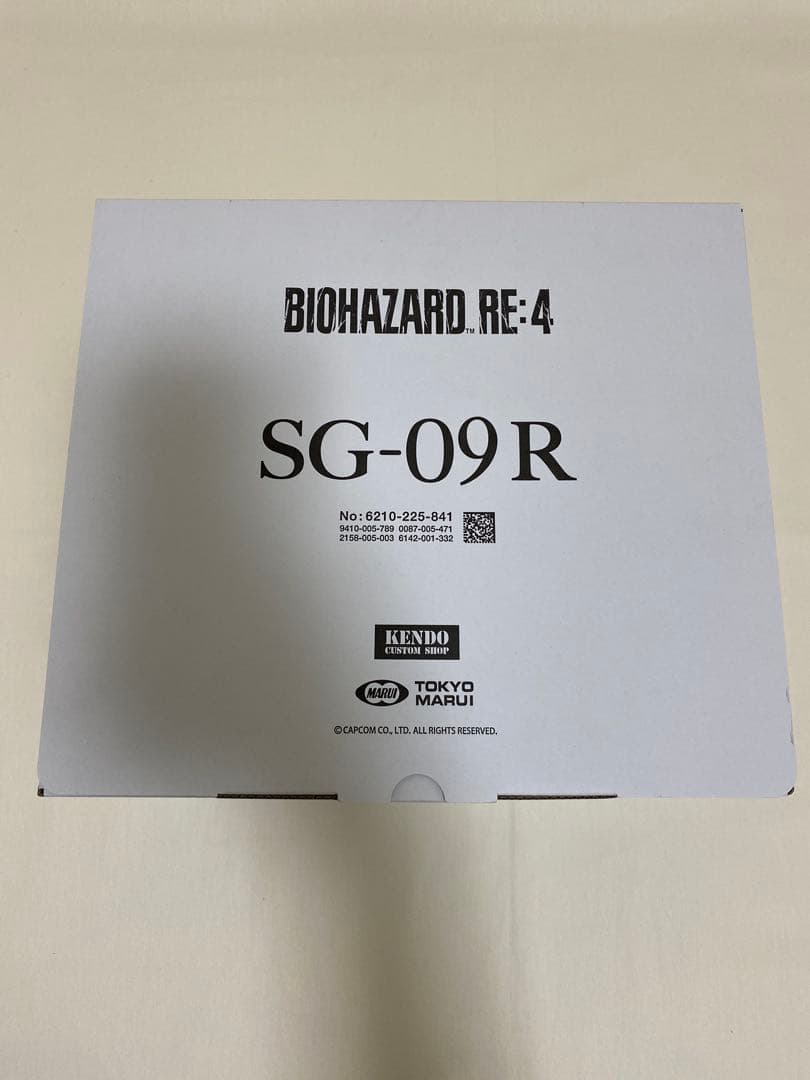 BIOHAZARD™ RE:4
SG-09 R
No: 6210-225-841
9410-005-789 0087-005-471
2158-005-003 6142-001-332
KENDO
CUSTOM SHOP
MARUI
TOKYO
MARUI
©CAPCOM CO., LTD. ALL RIGHTS RESERVED.